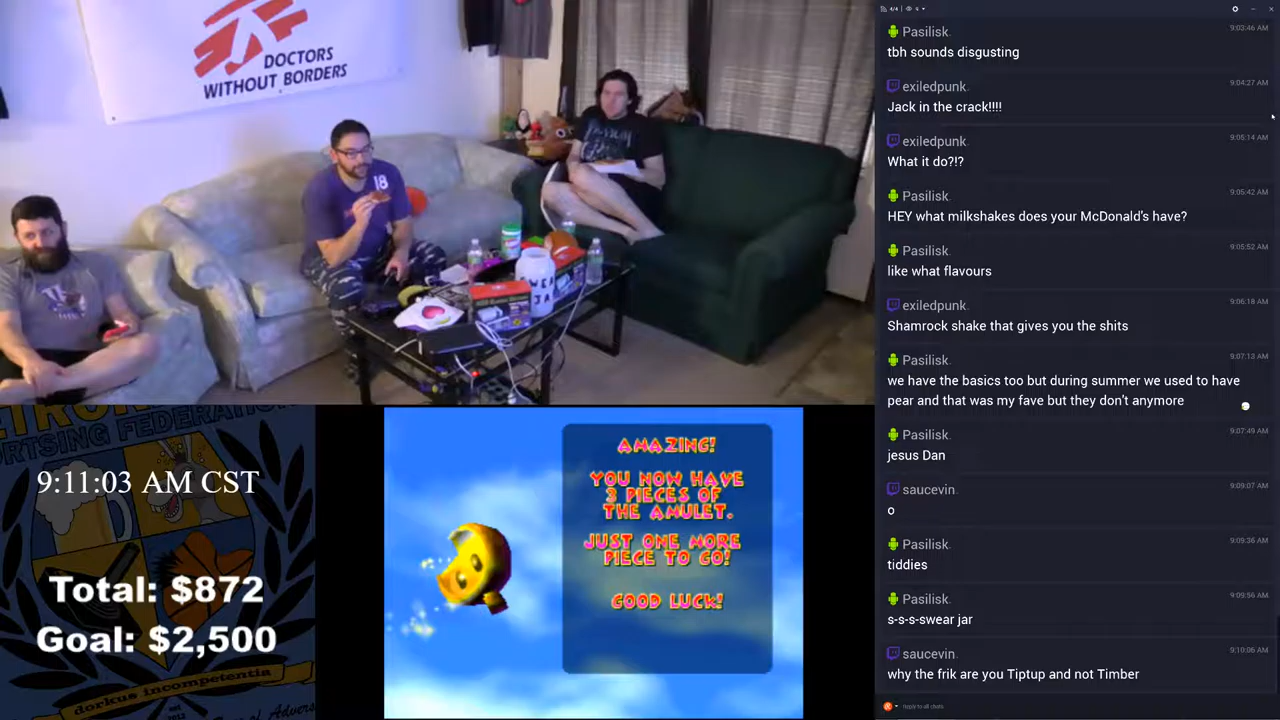 DOCTORS
WITHOUT BORDERS
18
SWEAR
JAR
9:11:03 AM CST
Total: $872
Goal: $2,500
dorkus incompetentia
AMAZING!
YOU NOW HAVE
3 PIECES OF
THE AMULET.
JUST ONE MORE
PIECE TO GO!
GOOD LUCK!
4/4
Pasilisk.
9:03:46 AM
tbh sounds disgusting
exiledpunk.
9:04:27 AM
Jack in the crack!!!!
exiledpunk.
9:05:14 AM
What it do?!?
Pasilisk.
9:05:42 AM
HEY what milkshakes does your McDonald's have?
Pasilisk.
9:05:52 AM
like what flavours
exiledpunk.
9:06:18 AM
Shamrock shake that gives you the shits
Pasilisk.
9:07:13 AM
we have the basics too but during summer we used to have
pear and that was my fave but they don't anymore
Pasilisk.
9:07:49 AM
jesus Dan
saucevin.
9:09:07 AM
o
Pasilisk.
9:09:36 AM
tiddies
Pasilisk.
9:09:56 AM
s-s-s-swear jar
saucevin.
9:10:06 AM
why the frik are you Tiptup and not Timber
reply to all chats